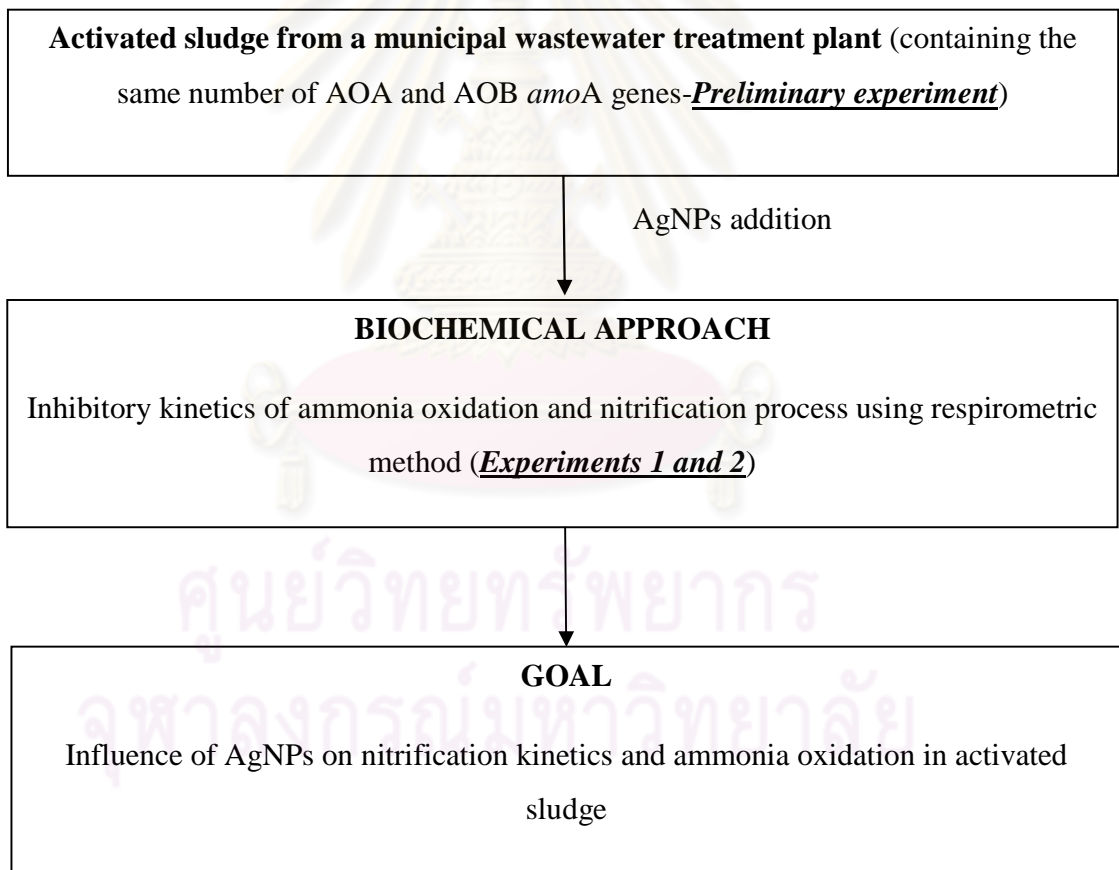 Activated sludge from a municipal wastewater treatment plant (containing the
same number of AOA and AOB amoA genes-Preliminary experiment)
AgNPs addition
BIOCHEMICAL APPROACH
Inhibitory kinetics of ammonia oxidation and nitrification process using respirometric
method (Experiments 1 and 2)
ศูนย์วิทยทรัพยากร
GOAL
จุฬาลงกรณ์มหาวิทยาลัย
Influence of AgNPs on nitrification kinetics and ammonia oxidation in activated
sludge